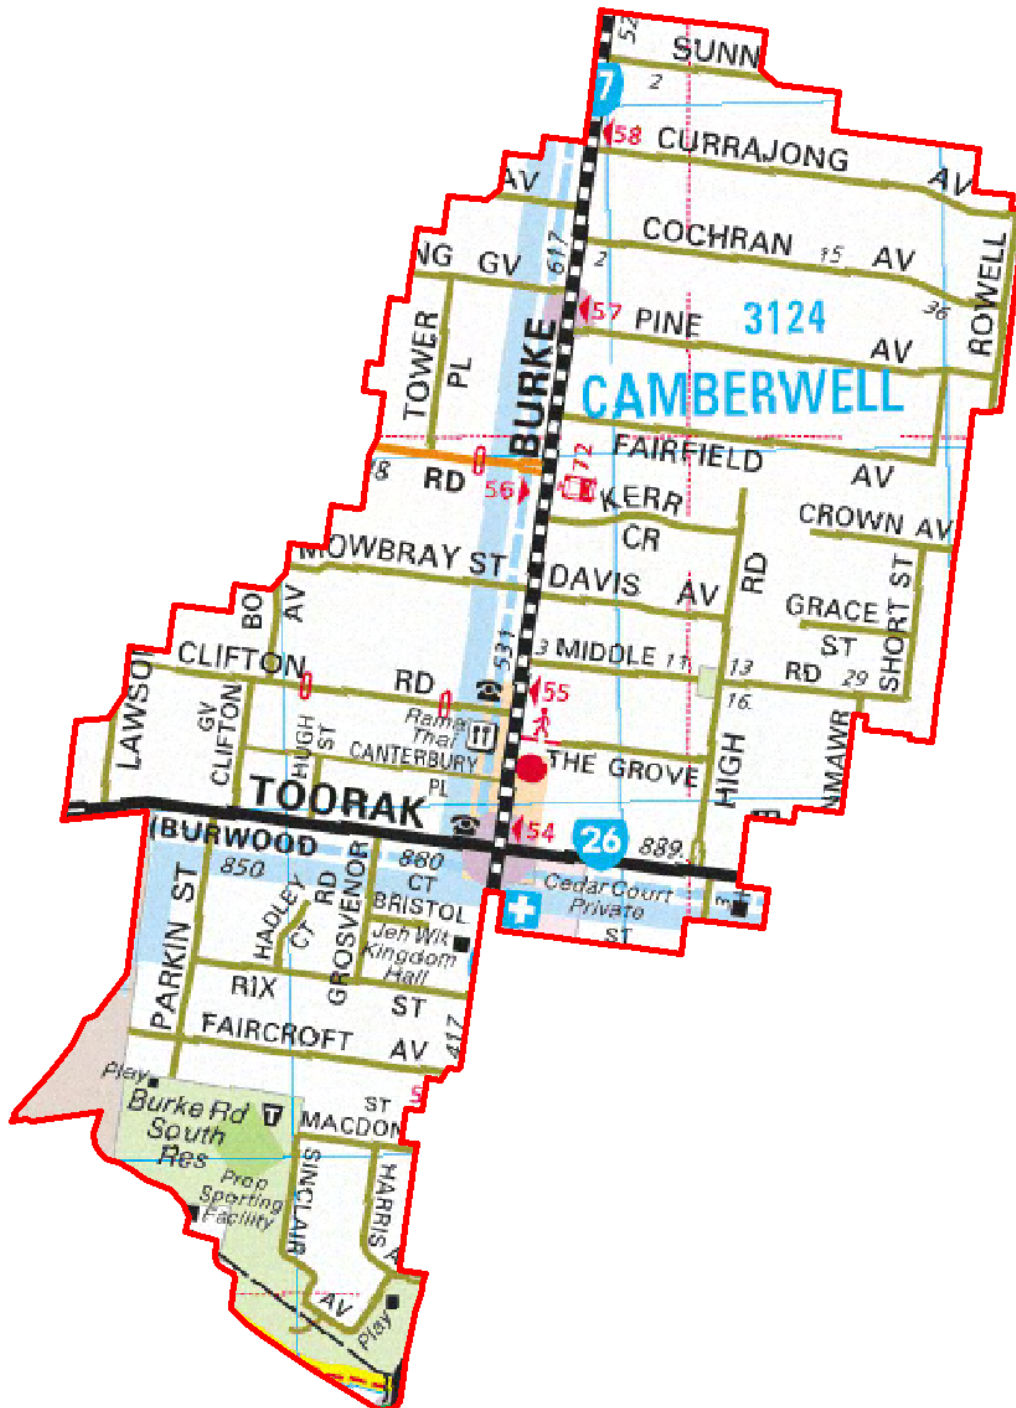 52
SUNN
2
7
58
CURRAJONG
AV
AV
COCHRAN
15
AV
36
ROWELL
617
2
NG GV
57
PINE
3124
AV
TOWER
PL
BURKE
CAMBERWELL
FAIRFIELD
AV
RD
56
72
KERR
CR
CROWN AV
MOWBRAY ST
DAVIS
AV
RD
GRACE
ST
SHORT ST
BO
AV
531
3
MIDDLE
11
13
RD
29
16
CLIFTON
RD
LAWSO
GV
CLIFTON
HUGH
ST
55
Rama
Thai
CANTERBURY
PL
THE GROVE
HIGH
NMAWR
TOORAK
54
26
889
(BURWOOD
850
880
CT
BRISTOL
Cedar Court
Private
ST
3
H
PARKIN ST
HADLEY
CT
RD
GROSVENOR
Jeh Wit
Kingdom
Hall
RIX
ST
FAIRCROFT
AV
417
Play
Burke Rd
South
Res
T
ST
MACDON
5
SINCLAIR
HARRIS
A
Prop
Sporting
Facility
AV
Play